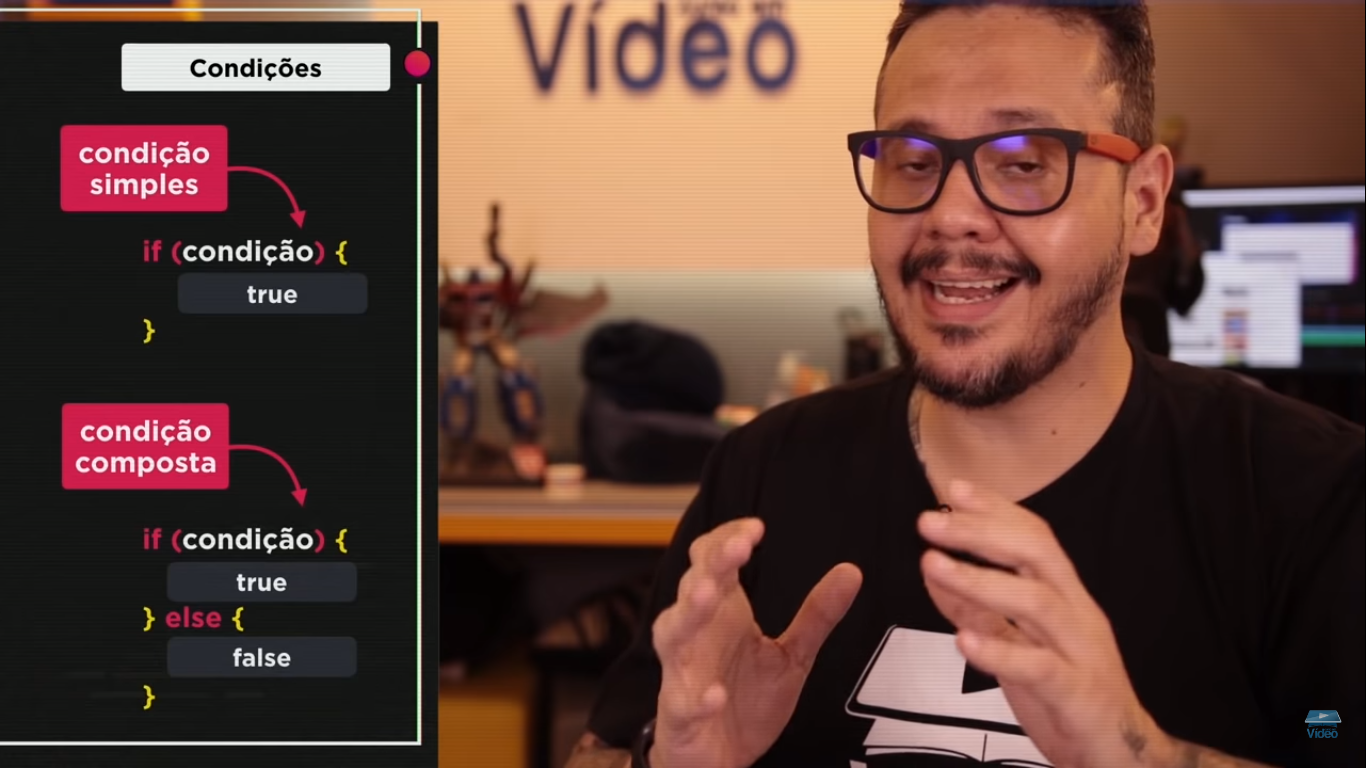 Condições
condição
simples
if (condição) {
true
}
condição
composta
if (condição) {
true
} else {
false
}
Vídeo
Vídeo